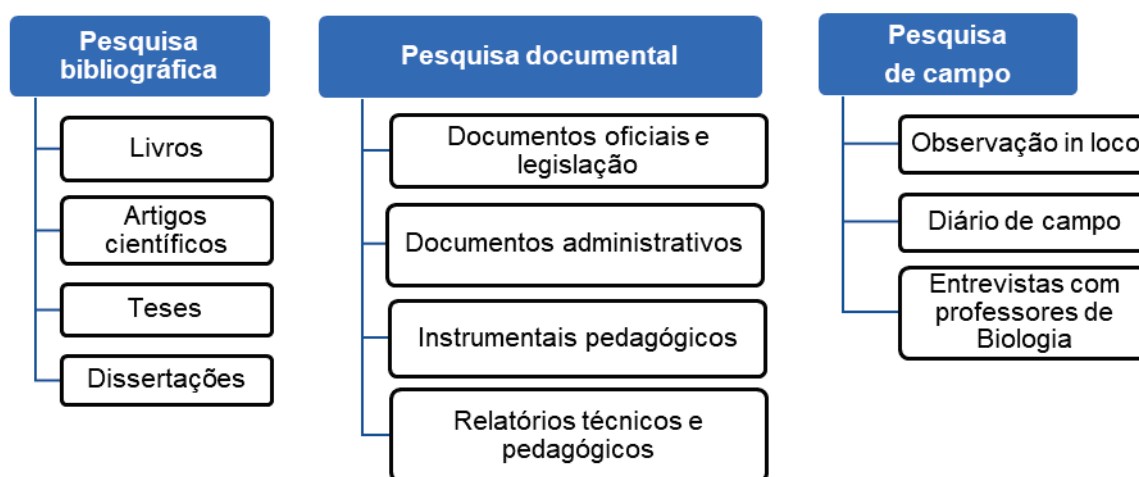 Pesquisa
bibliográfica
Livros
Artigos
científicos
Teses
Dissertações
Pesquisa documental
Documentos oficiais e
legislação
Documentos administrativos
Instrumentais pedagógicos
Relatórios técnicos e
pedagógicos
Pesquisa
de campo
Observação in loco
Diário de campo
Entrevistas com
professores de
Biologia